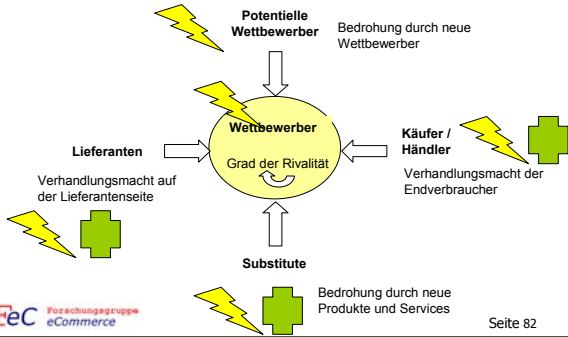 Potentielle
Wettbewerber
Bedrohung durch neue
Wettbewerber
Wettbewerber
Grad der Rivalität
Lieferanten
Verhandlungsmacht auf
der Lieferantenseite
Käufer /
Händler
Verhandlungsmacht der
Endverbraucher
Substitute
Bedrohung durch neue
Produkte und Services
EeC Forschungsgruppe
eCommerce
Seite 82